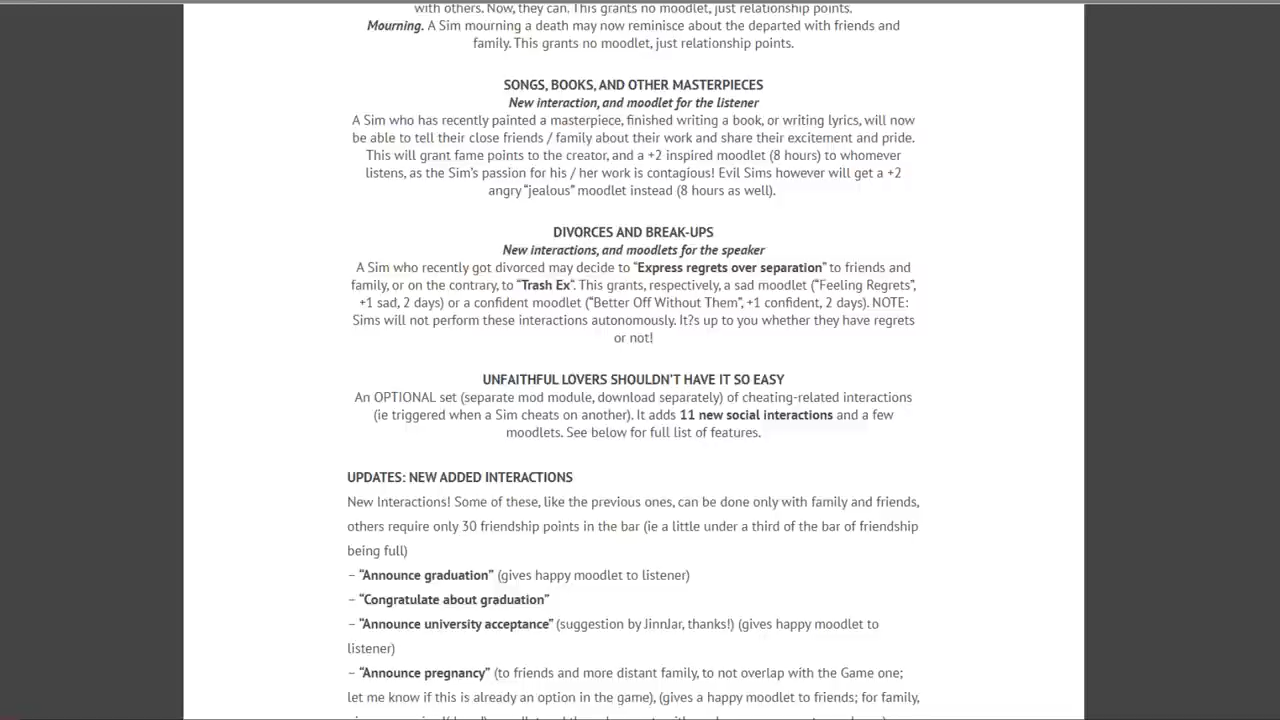 with others. Now, they can. This grants no moodlet, just relationship points.
Mourning. A Sim mourning a death may now reminisce about the departed with friends and
family. This grants no moodlet, just relationship points.
SONGS, BOOKS, AND OTHER MASTERPIECES
New interaction, and moodlet for the listener
A Sim who has recently painted a masterpiece, finished writing a book, or writing lyrics, will now
be able to tell their close friends / family about their work and share their excitement and pride.
This will grant fame points to the creator, and a +2 inspired moodlet (8 hours) to whomever
listens, as the Sim's passion for his / her work is contagious! Evil Sims however will get a +2
angry “jealous” moodlet instead (8 hours as well).
DIVORCES AND BREAK-UPS
New interactions, and moodlets for the speaker
A Sim who recently got divorced may decide to “Express regrets over separation” to friends and
family, or on the contrary, to “Trash Ex“. This grants, respectively, a sad moodlet (“Feeling Regrets”,
+1 sad, 2 days) or a confident moodlet (“Better Off Without Them”, +1 confident, 2 days). NOTE:
Sims will not perform these interactions autonomously. It?s up to you whether they have regrets
or not!
UNFAITHFUL LOVERS SHOULDN'T HAVE IT SO EASY
An OPTIONAL set (separate mod module, download separately) of cheating-related interactions
(ie triggered when a Sim cheats on another). It adds 11 new social interactions and a few
moodlets. See below for full list of features.
UPDATES: NEW ADDED INTERACTIONS
New Interactions! Some of these, like the previous ones, can be done only with family and friends,
others require only 30 friendship points in the bar (ie a little under a third of the bar of friendship
being full)
– “Announce graduation” (gives happy moodlet to listener)
– “Congratulate about graduation”
– “Announce university acceptance” (suggestion by JinnJar, thanks!) (gives happy moodlet to
listener)
– “Announce pregnancy” (to friends and more distant family, to not overlap with the Game one;
let me know if this is already an option in the game), (gives a happy moodlet to friends; for family,